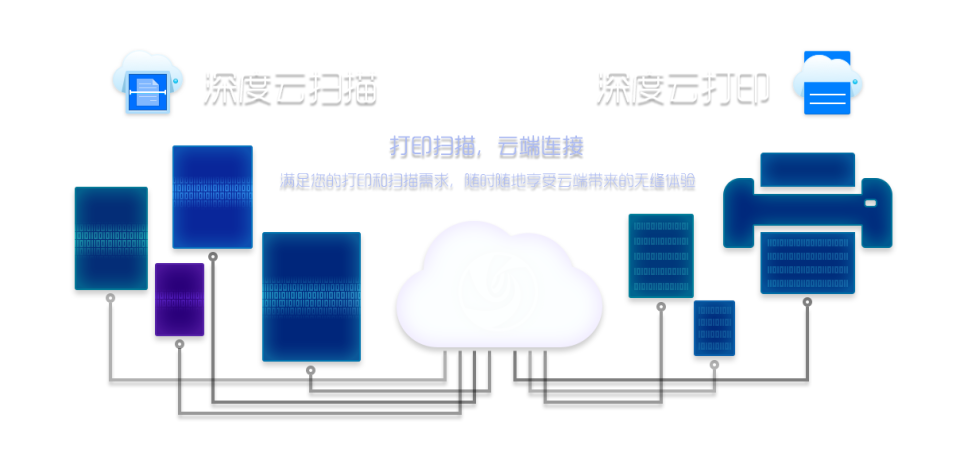 深度云扫描
深度云打印
打印扫描，云端连接
满足您的打印和扫描需求，随时随地享受云端带来的无缝体验